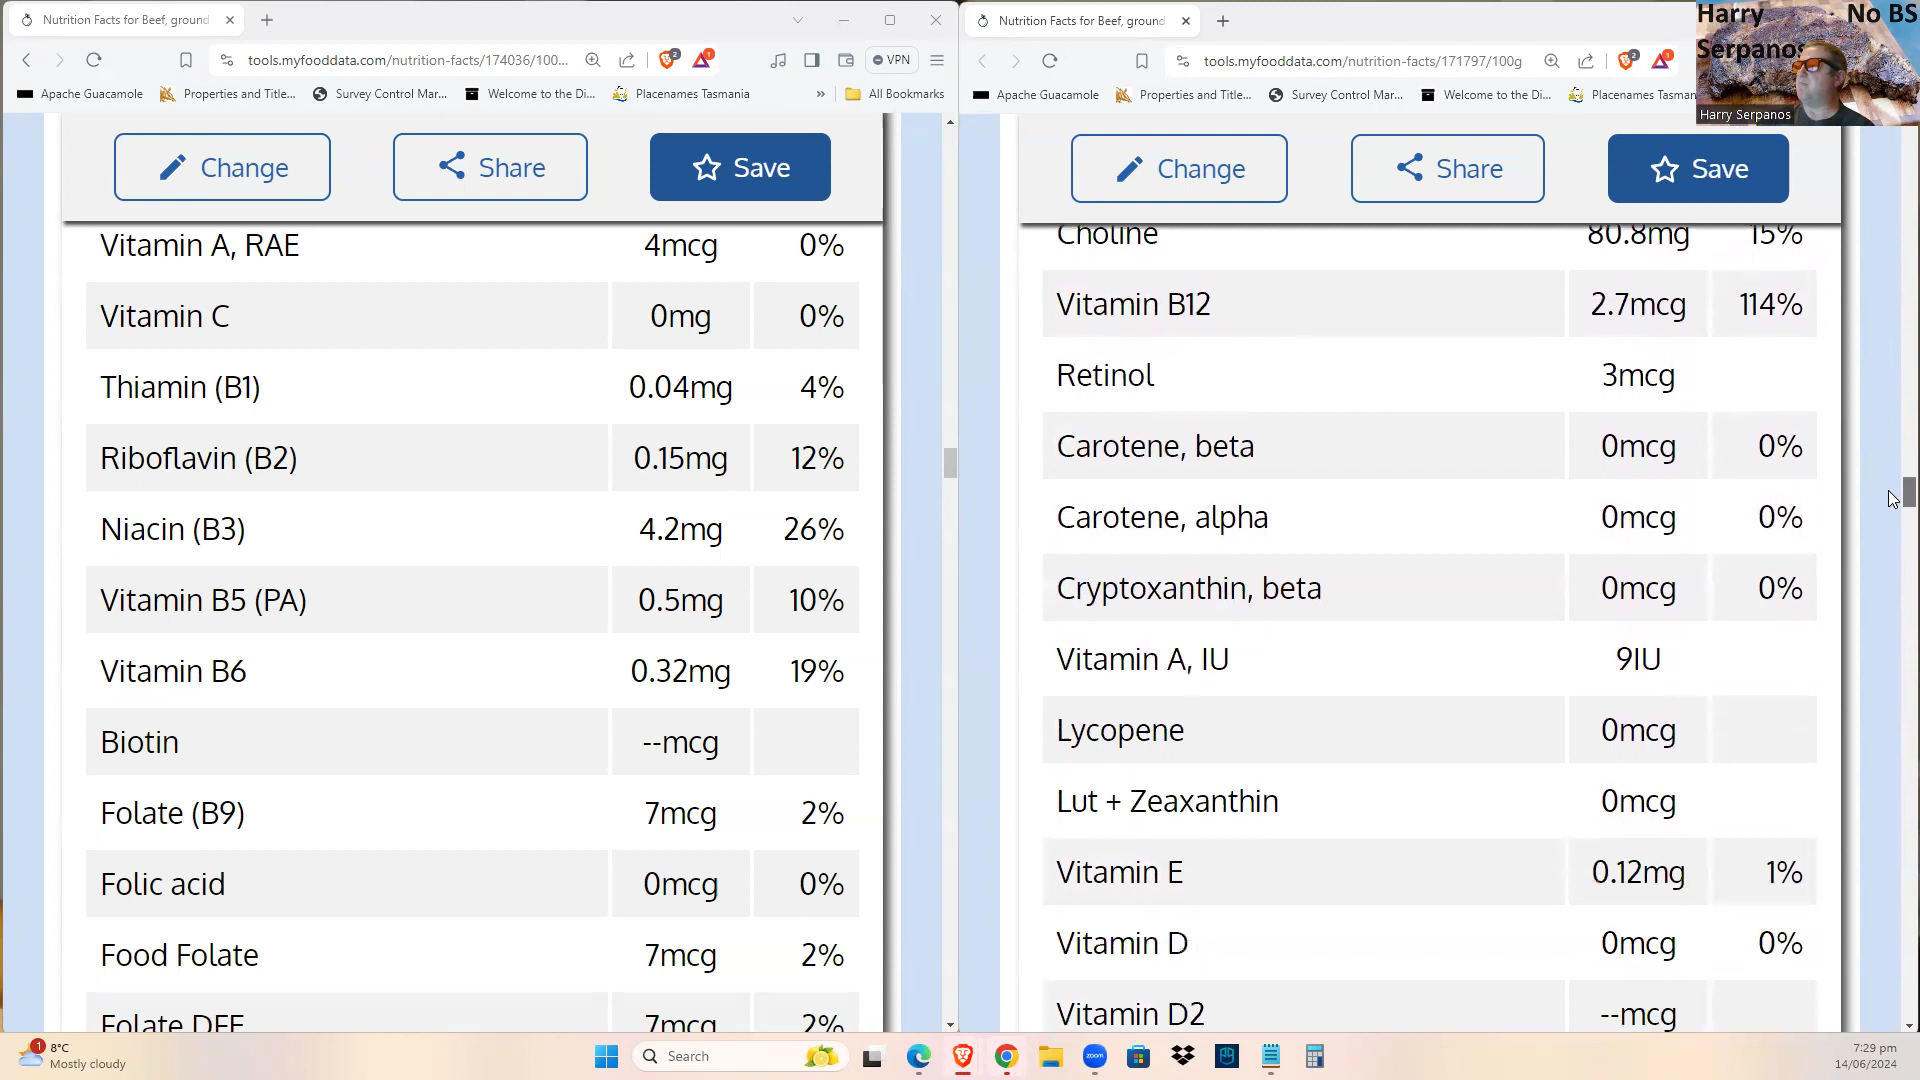 Nutrition Facts for Beef, ground
tools.myfooddata.com/nutrition-facts/174036/100...
2
1
VPN
Apache Guacamole
Properties and Title...
Survey Control Mar...
Welcome to the Di...
Placenames Tasmania
»
All Bookmarks
Change
Share
Save
Vitamin A, RAE 4mcg 0%
Vitamin C 0mg 0%
Thiamin (B1) 0.04mg 4%
Riboflavin (B2) 0.15mg 12%
Niacin (B3) 4.2mg 26%
Vitamin B5 (PA) 0.5mg 10%
Vitamin B6 0.32mg 19%
Biotin --mcg
Folate (B9) 7mcg 2%
Folic acid 0mcg 0%
Food Folate 7mcg 2%
Folate DFE 7mcg 2%
Nutrition Facts for Beef, ground
tools.myfooddata.com/nutrition-facts/171797/100g
2
1
Apache Guacamole
Properties and Title...
Survey Control Mar...
Welcome to the Di...
Placenames Tasman
Harry No BS
Serpanos
Harry Serpanos
Change
Share
Save
Choline 80.8mg 15%
Vitamin B12 2.7mcg 114%
Retinol 3mcg
Carotene, beta 0mcg 0%
Carotene, alpha 0mcg 0%
Cryptoxanthin, beta 0mcg 0%
Vitamin A, IU 9IU
Lycopene 0mcg
Lut + Zeaxanthin 0mcg
Vitamin E 0.12mg 1%
Vitamin D 0mcg 0%
Vitamin D2 --mcg
1
8°C
Mostly cloudy
Search
zoom
7:29 pm
14/06/2024